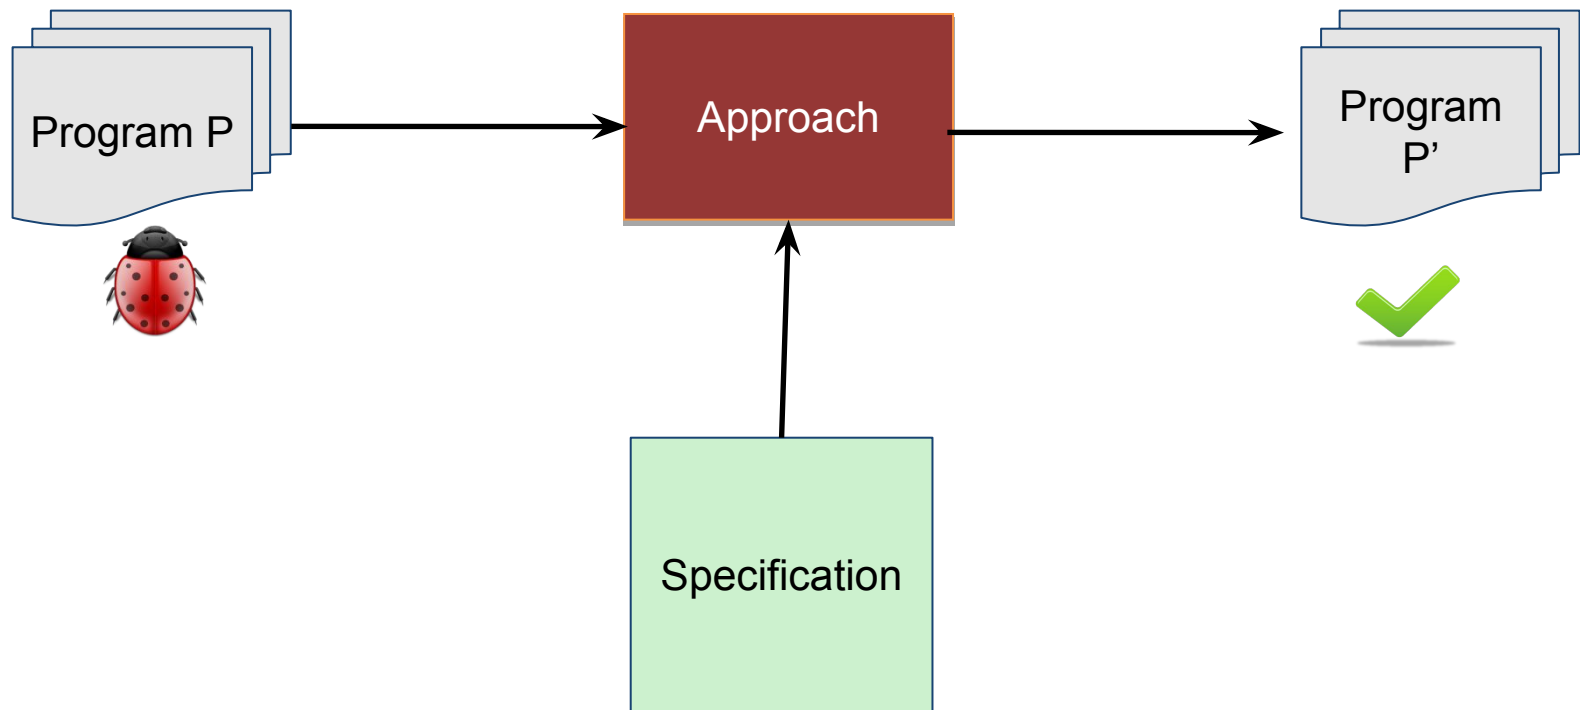 Program P
Approach
Program
P’
Specification